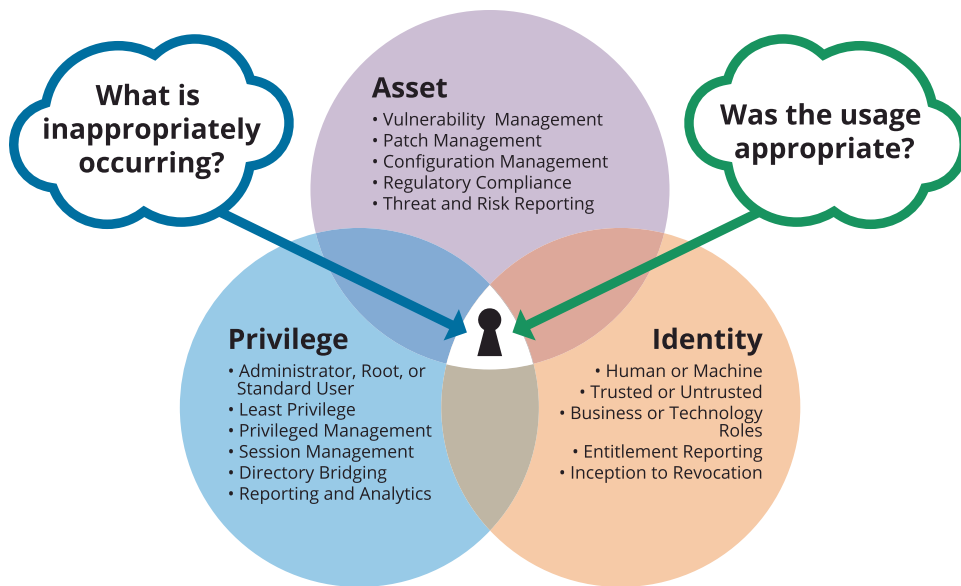 What is
inappropriately
occurring?
Asset
• Vulnerability Management
• Patch Management
• Configuration Management
• Regulatory Compliance
• Threat and Risk Reporting
Was the usage
appropriate?
Privilege
• Administrator, Root, or
Standard User
• Least Privilege
• Privileged Management
• Session Management
• Directory Bridging
• Reporting and Analytics
Identity
• Human or Machine
• Trusted or Untrusted
• Business or Technology
Roles
• Entitlement Reporting
• Inception to Revocation